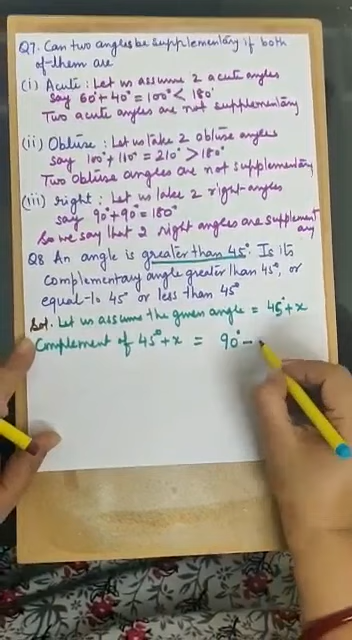 Q7. Can two angles be supplementary if both
of them are
(i) Acute : Let us assume 2 acute angles
say 60° + 40° = 100° < 180°
Two acute angles are not supplementary
(ii) Obtuse : Let us take 2 obtuse angles
say 100° + 110° = 210° > 180°
Two obtuse angles are not supplementary
(iii) right : Let us take 2 right-angles
say 90° + 90° = 180°
So we say that 2 right angles are supplement
ary
Q8 An angle is greater than 45°. Is its
complementary angle greater than 45°, or
equal to 45° or less than 45°
Sol. Let us assume the given angle = 45° + x
Complement of 45° + x = 90° -